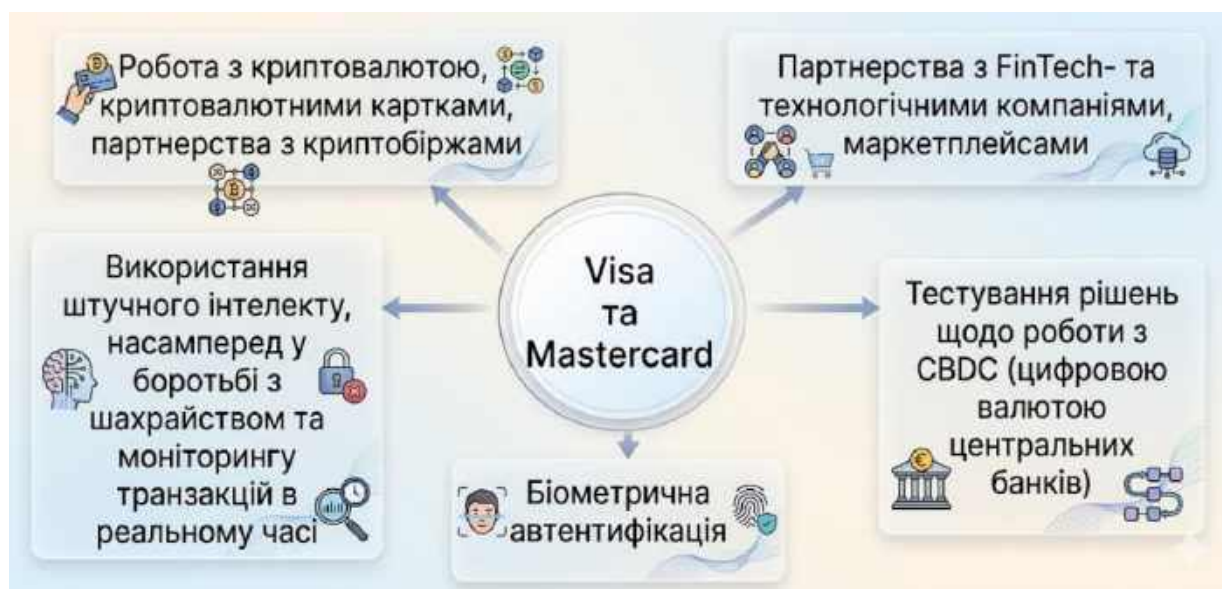 Робота з криптовалютою,
криптовалютними картками,
партнерства з криптобіржами
Партнерства з FinTech- та
технологічними компаніями,
маркетплейсами
Використання
штучного інтелекту,
насамперед у
боротьбі з
шахрайством та
моніторингу
транзакцій в
реальному часі
Visa
та
Mastercard
Тестування рішень
щодо роботи з
CBDC (цифровою
валютою
центральних
банків)
Біометрична
автентифікація